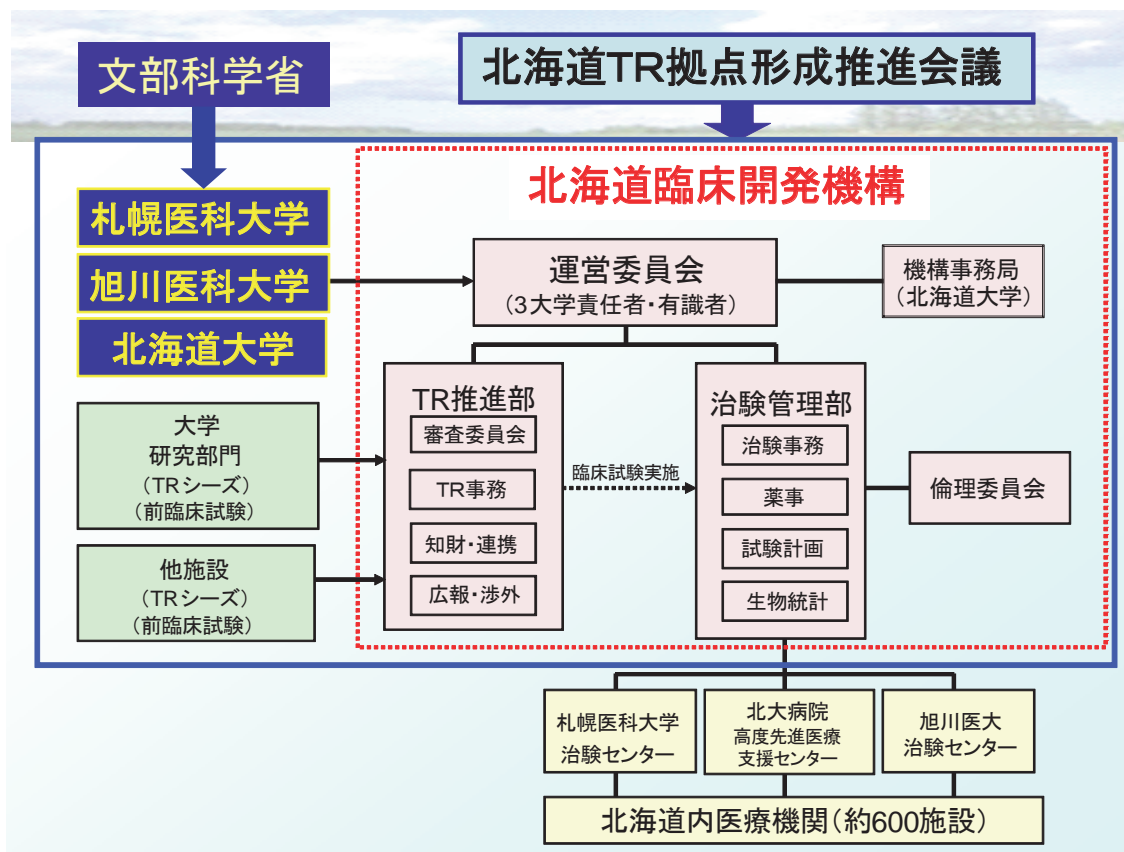 文部科学省
北海道TR拠点形成推進会議
北海道臨床開発機構
札幌医科大学
旭川医科大学
北海道大学
運営委員会
（3大学責任者・有識者）
機構事務局
（北海道大学）
大学
研究部門
（TRシーズ）
（前臨床試験）
他施設
（TRシーズ）
（前臨床試験）
TR推進部
審査委員会
TR事務
知財・連携
広報・渉外
臨床試験実施
治験管理部
治験事務
薬事
試験計画
生物統計
倫理委員会
札幌医科大学
治験センター
北大病院
高度先進医療
支援センター
旭川医大
治験センター
北海道内医療機関（約600施設）